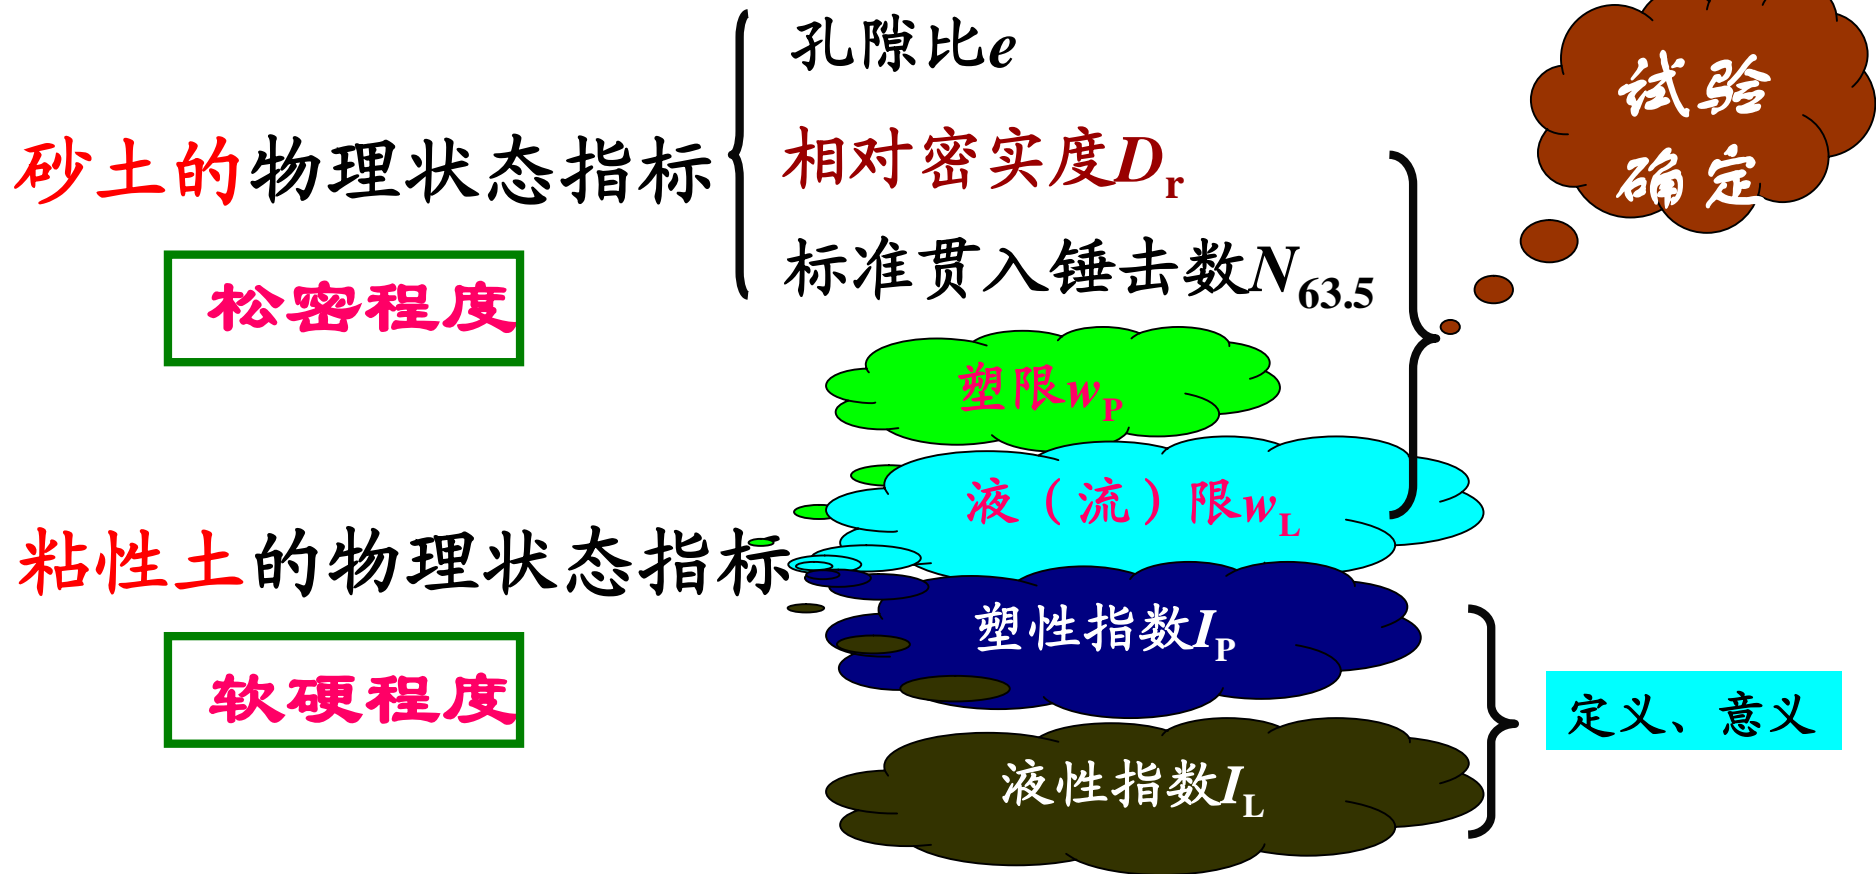 孔隙比e
试验
确定
砂土的物理状态指标
相对密实度Dr
标准贯入锤击数N63.5
松密程度
塑限wP
液（流）限wL
粘性土的物理状态指标
塑性指数IP
软硬程度
定义、意义
液性指数IL